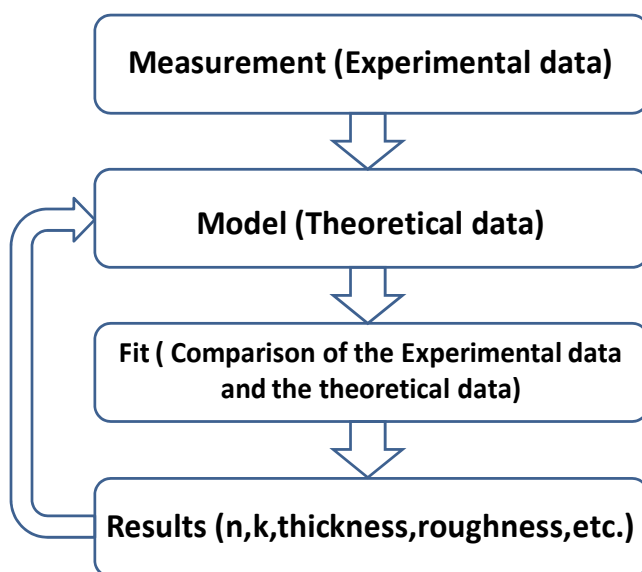 Measurement (Experimental data)
Model (Theoretical data)
Fit ( Comparison of the Experimental data
and the theoretical data)
Results (n,k,thickness,roughness,etc.)